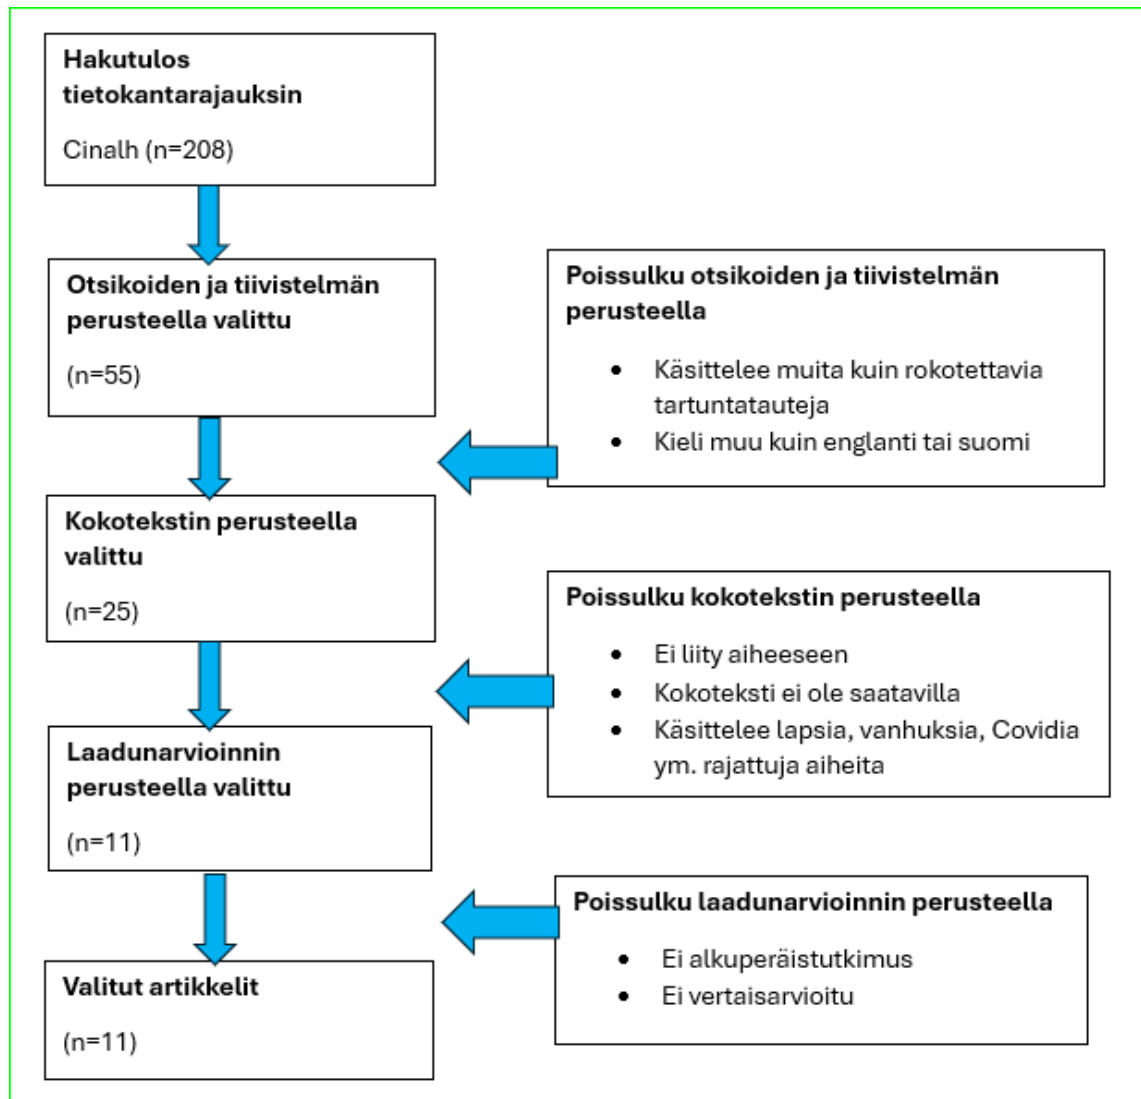 Hakutulos
tietokantarajauksin
Cinalh (n=208)
Otsikoiden ja tiivistelmän
perusteella valittu
(n=55)
Poissulku otsikoiden ja tiivistelmän
perusteella
• Käsittelee muita kuin rokotettavia
tartuntatauteja
• Kieli muu kuin englanti tai suomi
Kokotekstin perusteella
valittu
(n=25)
Poissulku kokotekstin perusteella
• Ei liity aiheeseen
• Kokoteksti ei ole saatavilla
• Käsittelee lapsia, vanhuksia, Covidia
ym. rajattuja aiheita
Laadunarvioinnin
perusteella valittu
(n=11)
Poissulku laadunarvioinnin perusteella
• Ei alkuperäistutkimus
• Ei vertaisarvioitu
Valitut artikkelit
(n=11)